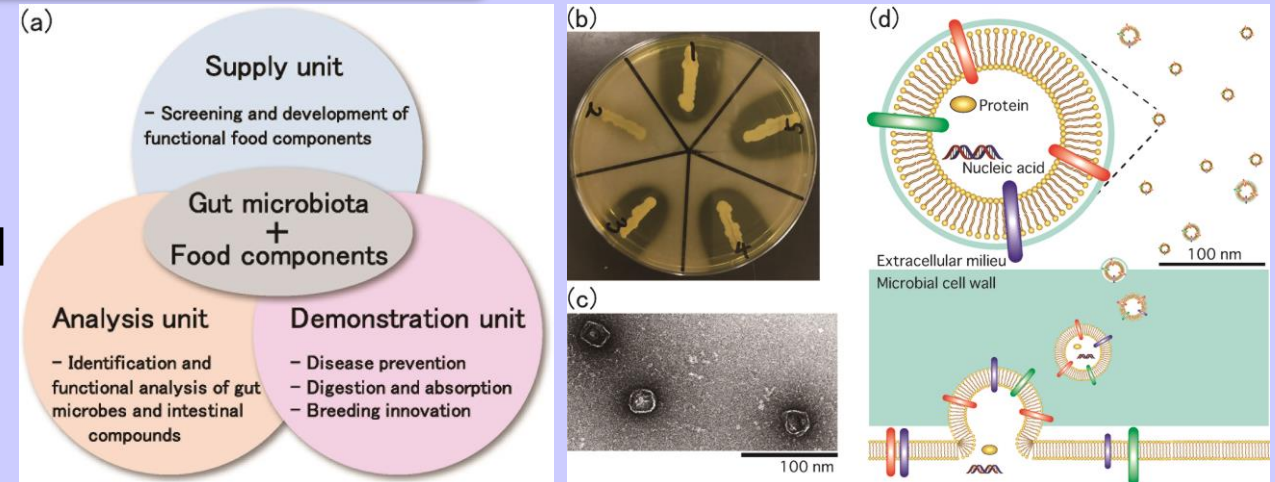 (a)
Supply unit
– Screening and development of
functional food components
Gut microbiota
+
Food components
Analysis unit
– Identification and
functional analysis of gut
microbes and intestinal
compounds
Demonstration unit
– Disease prevention
– Digestion and absorption
– Breeding innovation
(b)
1
2
3
4
5
(c)
100 nm
(d)
Protein
Nucleic acid
Extracellular milieu
100 nm
Microbial cell wall